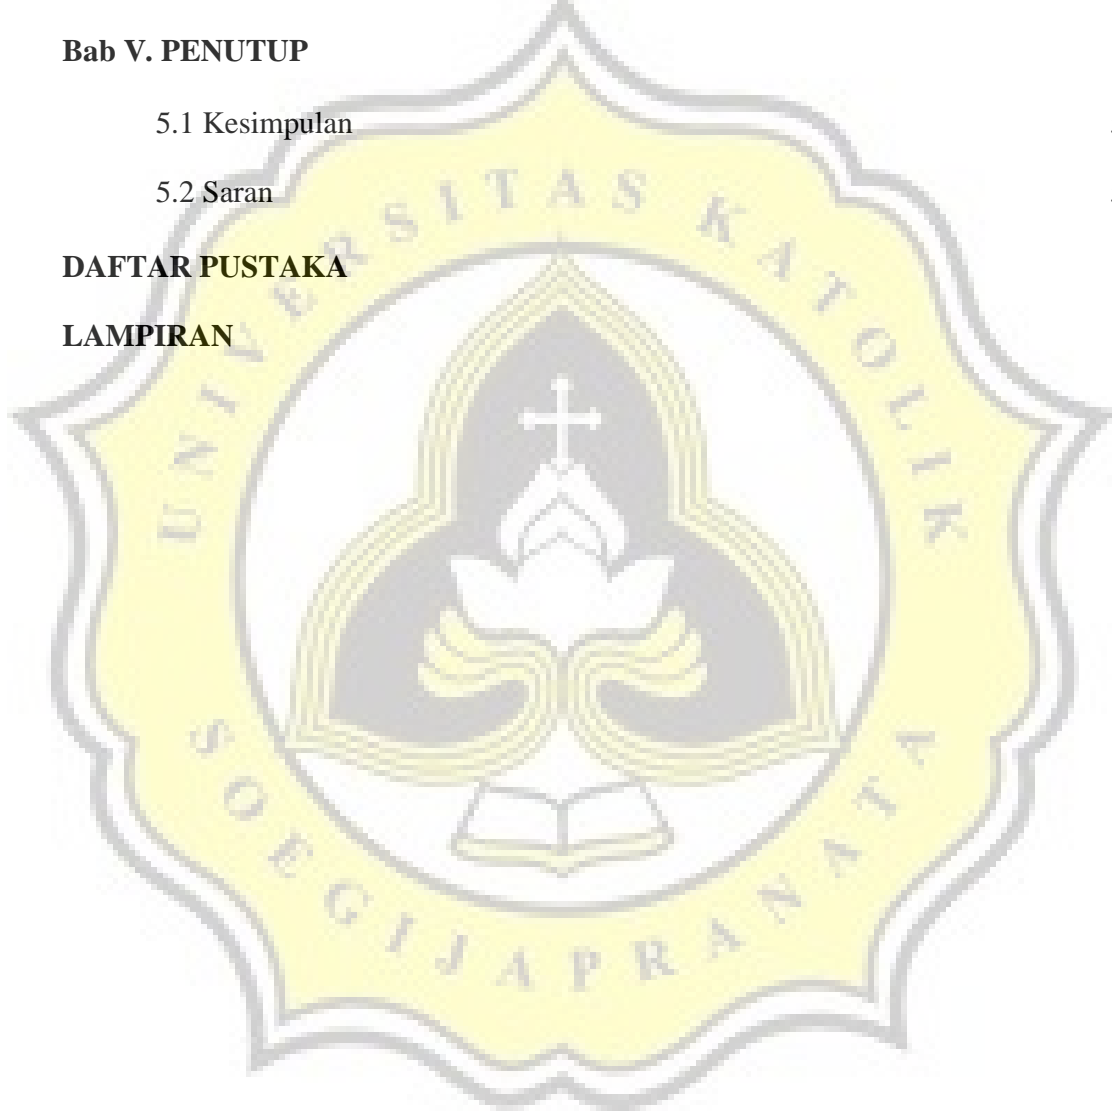 Bab V. PENUTUP
5.1 Kesimpulan .
5.2 Saran .
DAFTAR PUSTAKA
LAMPIRAN
UNIVERSITAS KATOLIK
SOEGIJAPRANATA